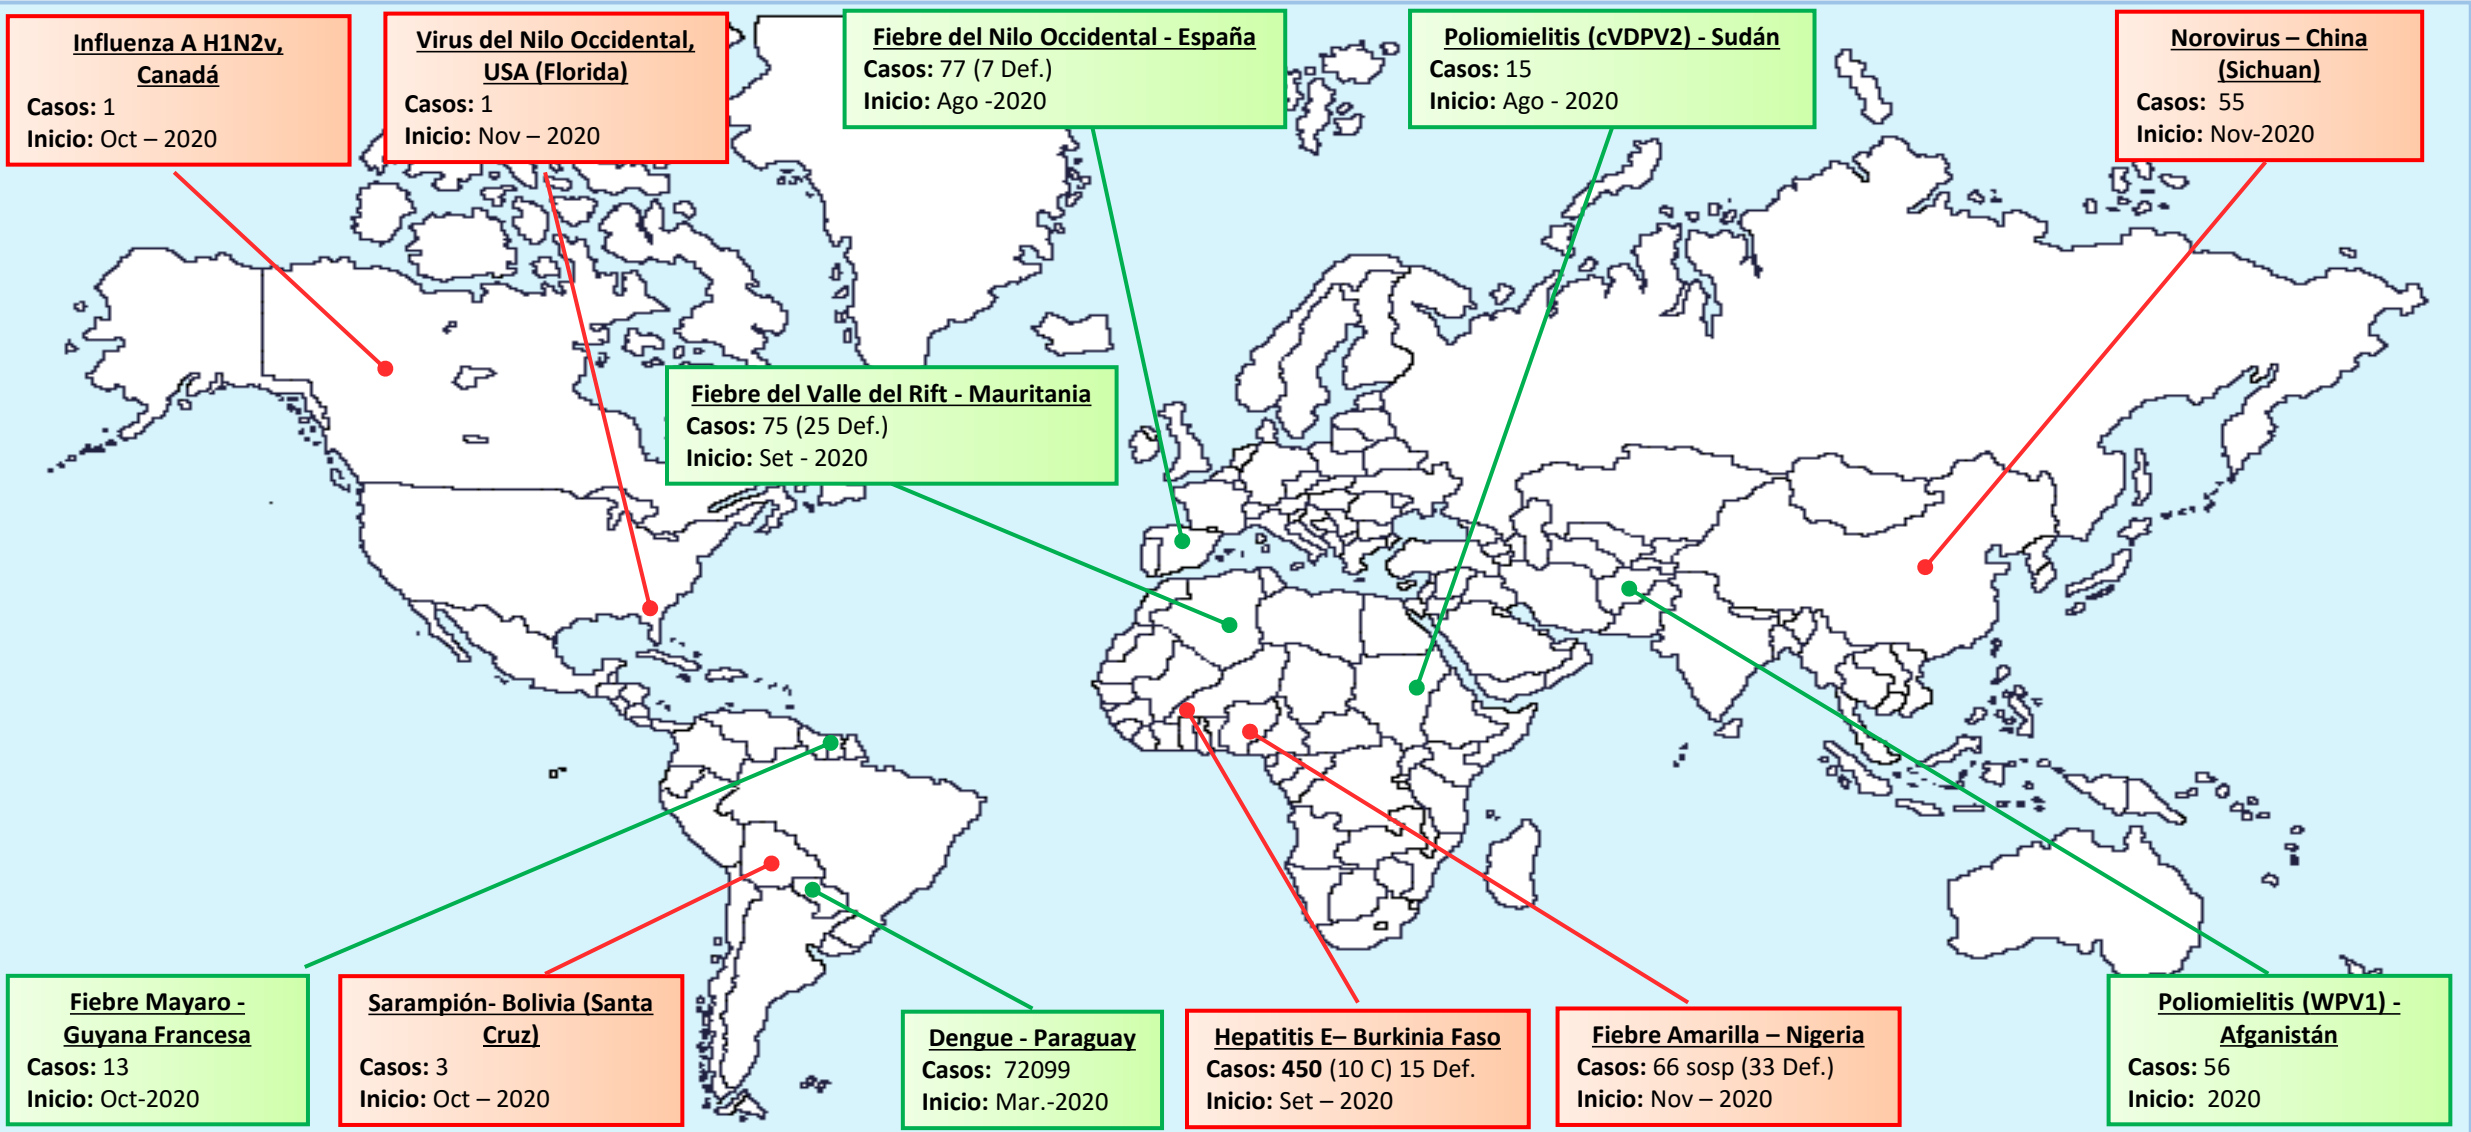 Influenza A H1N2v,
Canadá
Casos: 1
Inicio: Oct – 2020
Virus del Nilo Occidental,
USA (Florida)
Casos: 1
Inicio: Nov – 2020
Fiebre del Nilo Occidental - España
Casos: 77 (7 Def.)
Inicio: Ago -2020
Poliomielitis (cVDPV2) - Sudán
Casos: 15
Inicio: Ago - 2020
Norovirus – China
(Sichuan)
Casos: 55
Inicio: Nov-2020
Fiebre del Valle del Rift - Mauritania
Casos: 75 (25 Def.)
Inicio: Set - 2020
Fiebre Mayaro -
Guyana Francesa
Casos: 13
Inicio: Oct-2020
Sarampión- Bolivia (Santa
Cruz)
Casos: 3
Inicio: Oct – 2020
Dengue - Paraguay
Casos: 72099
Inicio: Mar.-2020
Hepatitis E– Burkinia Faso
Casos: 450 (10 C) 15 Def.
Inicio: Set – 2020
Fiebre Amarilla – Nigeria
Casos: 66 sosp (33 Def.)
Inicio: Nov – 2020
Poliomielitis (WPV1) -
Afganistán
Casos: 56
Inicio: 2020